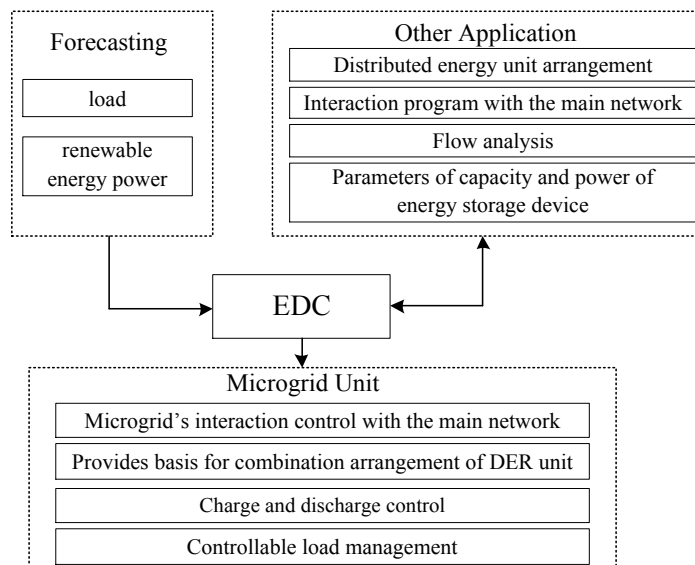 Forecasting
load
renewable
energy power
Other Application
Distributed energy unit arrangement
Interaction program with the main network
Flow analysis
Parameters of capacity and power of
energy storage device
EDC
Microgrid Unit
Microgrid's interaction control with the main network
Provides basis for combination arrangement of DER unit
Charge and discharge control
Controllable load management